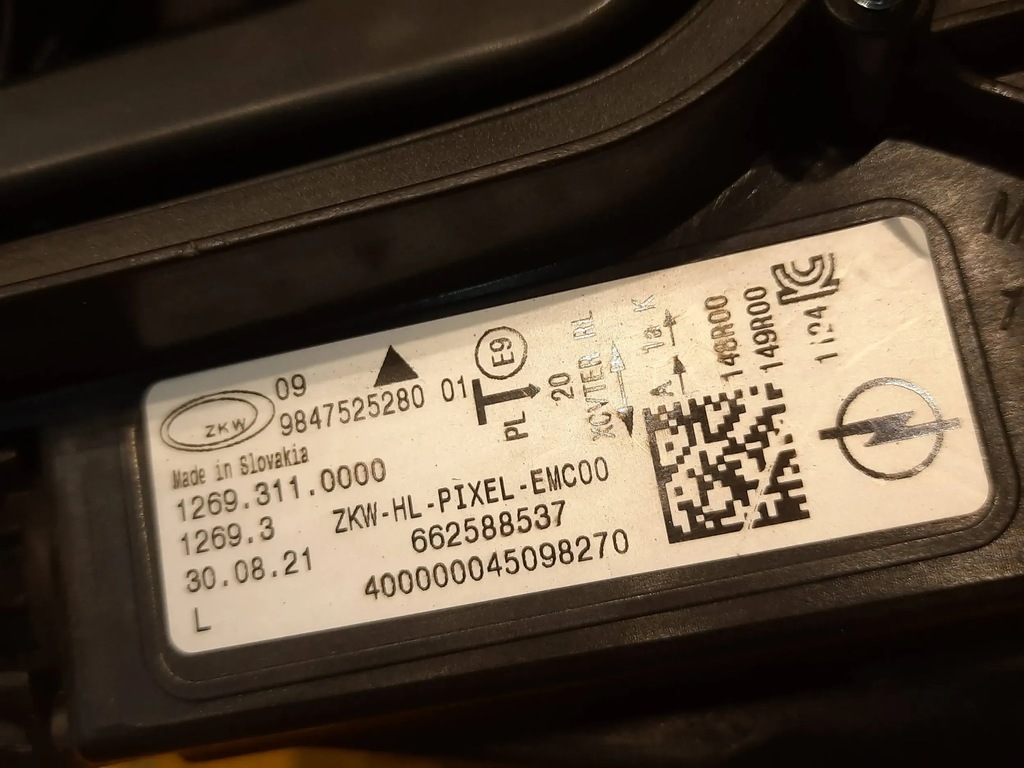 ZKW
09
9847525280 01
Made in Slovakia
1269.311.0000
1269.3
30.08.21
L
ZKW-HL-PIXEL-EMC00
662588537
400000045098270
E9
PL
20
XCVTER RL
A 1a K
148R00
149R00
1124
M